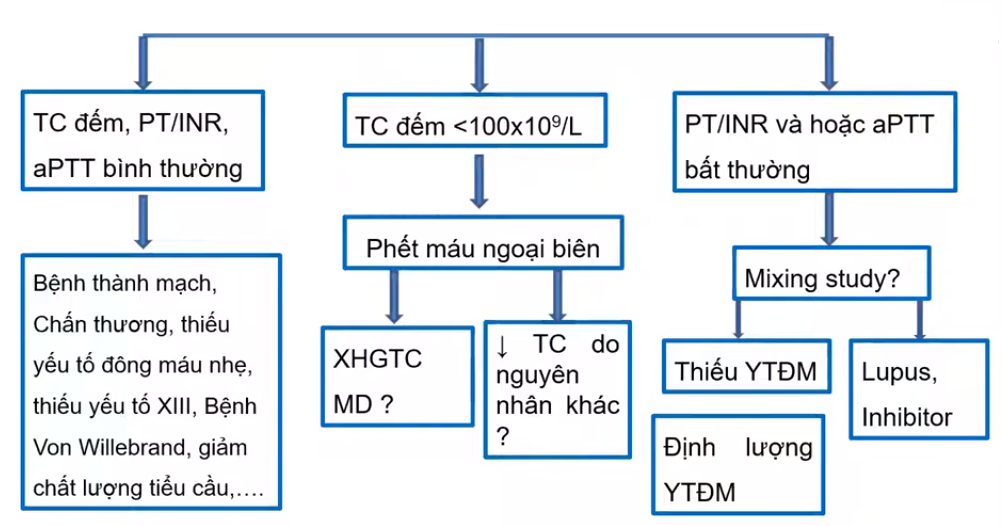 TC đếm, PT/INR,
aPTT bình thường
Bệnh thành mạch,
Chấn thương, thiếu
yếu tố đông máu nhẹ,
thiếu yếu tố XIII, Bệnh
Von Willebrand, giảm
chất lượng tiểu cầu,….
TC đếm <100x10⁹/L
Phết máu ngoại biên
XHGTC
MD ?
↓ TC do
nguyên
nhân khác
?
PT/INR và hoặc aPTT
bất thường
Mixing study?
Thiếu YTĐM
Định lượng
YTĐM
Lupus,
Inhibitor